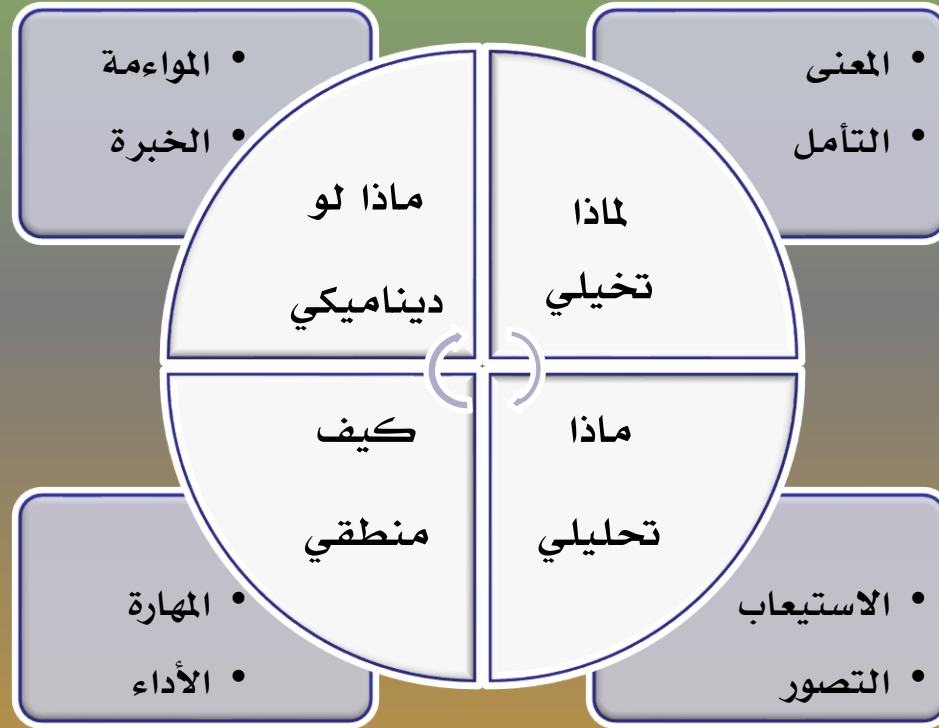 • المعنى
• التأمل
• المواءمة
• الخبرة
لماذا
تخيلي
ماذا لو
ديناميكي
ماذا
تحليلي
كيف
منطقي
• الاستيعاب
• التصور
• المهارة
• الأداء